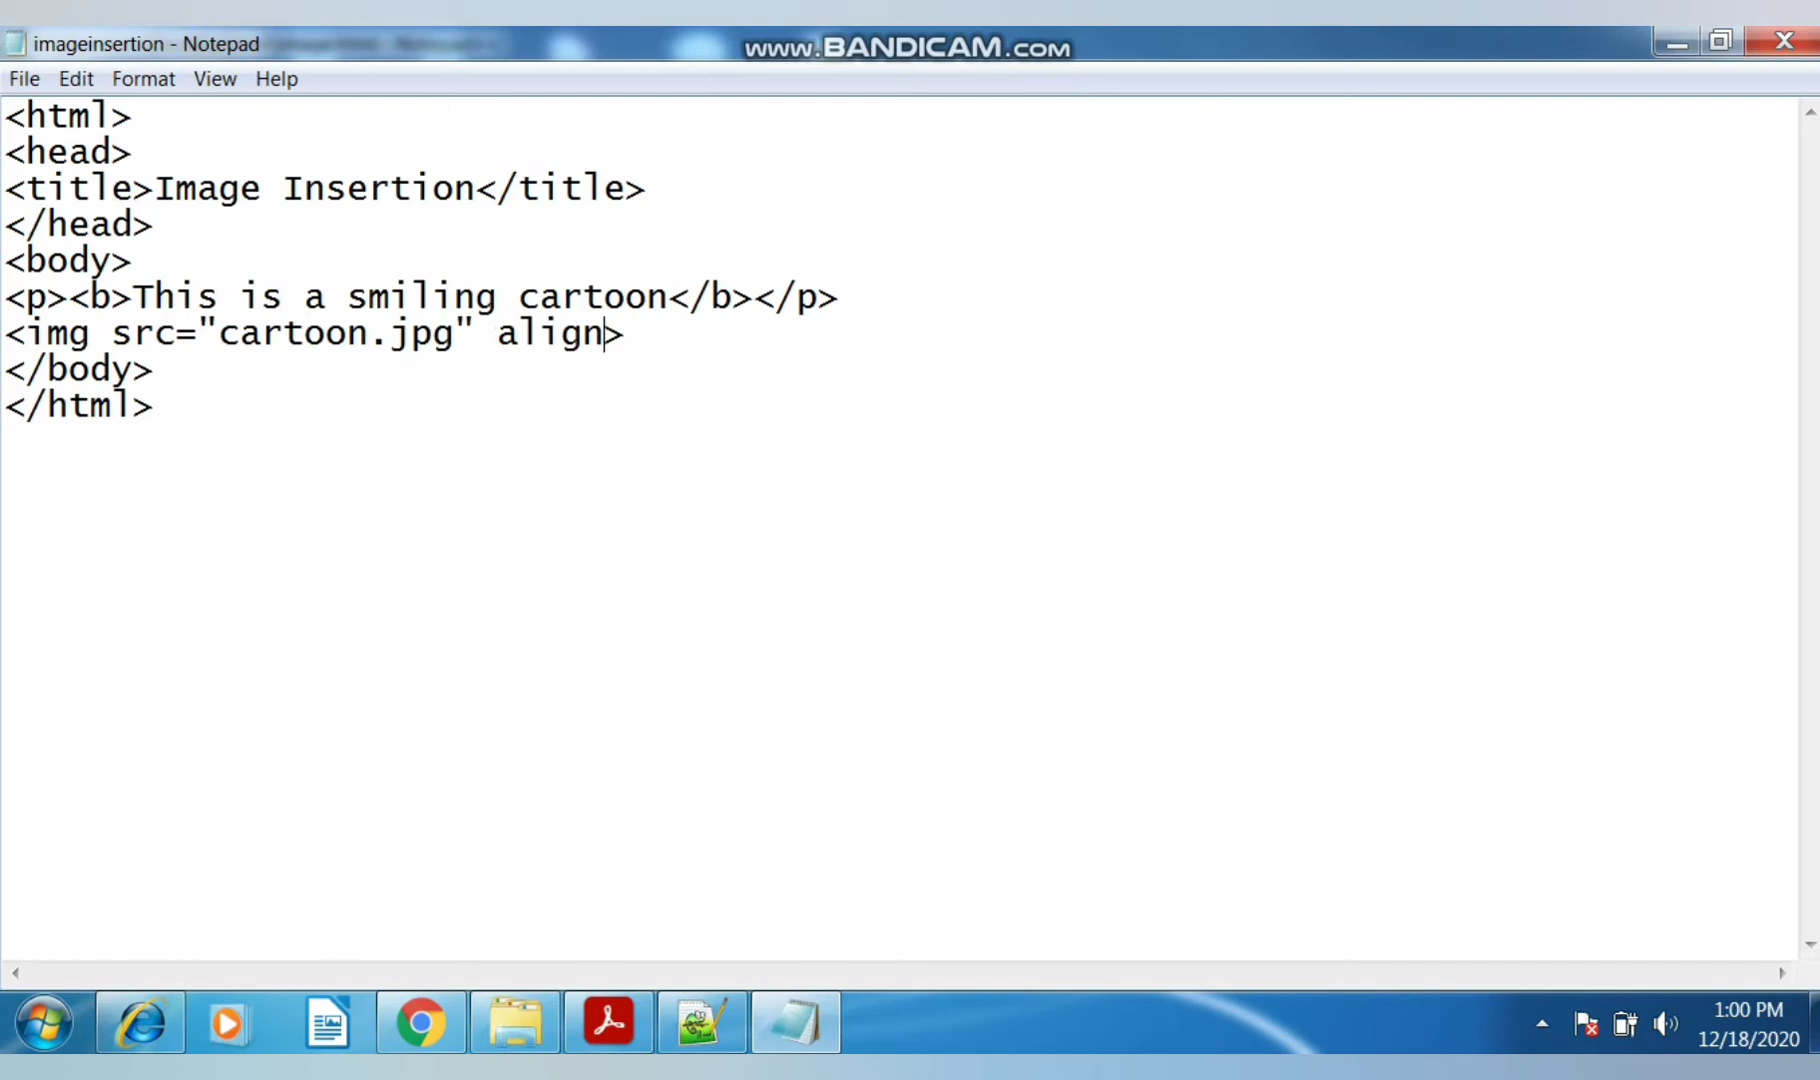 imageinsertion - Notepad
www.BANDICAM.com
File Edit Format View Help
<html>
<head>
<title>Image Insertion</title>
</head>
<body>
<p><b>This is a smiling cartoon</b></p>
<img src="cartoon.jpg" align>
</body>
</html>
1:00 PM
12/18/2020